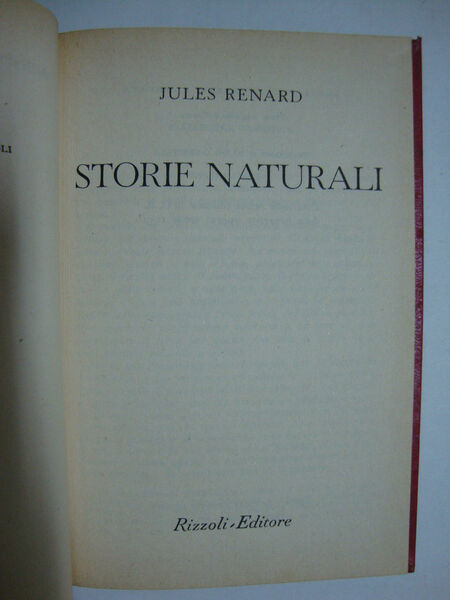 JULES RENARD
STORIE NATURALI
Rizzoli-Editore